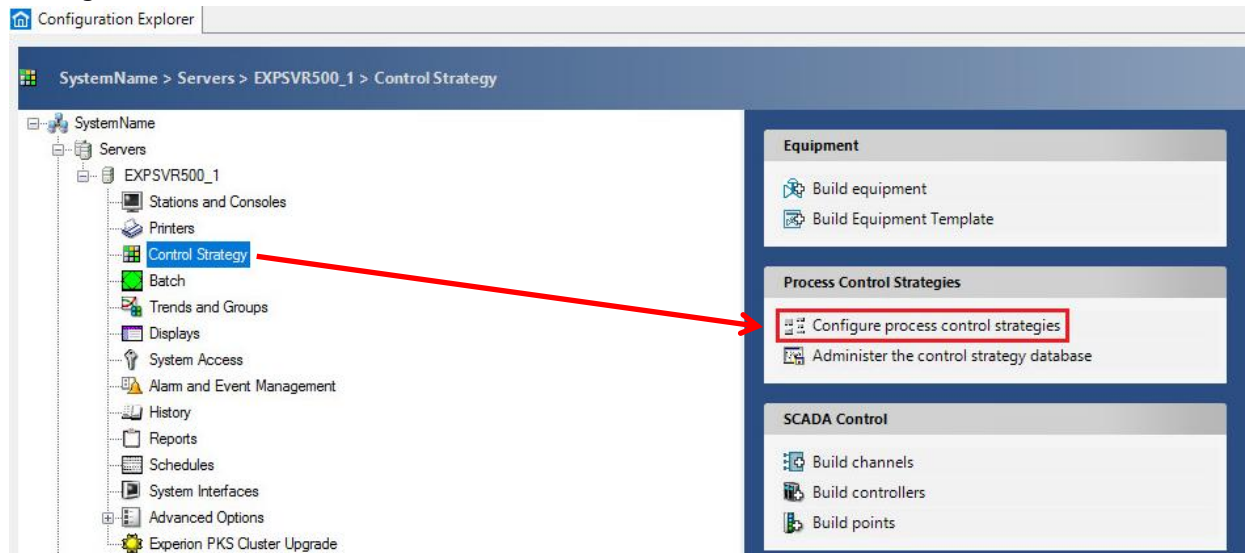 Configuration Explorer
SystemName > Servers > EXPSVR500_1 > Control Strategy
SystemName
Servers
EXPSVR500_1
Stations and Consoles
Printers
Control Strategy
Batch
Trends and Groups
Displays
System Access
Alarm and Event Management
History
Reports
Schedules
System Interfaces
Advanced Options
Experion PKS Cluster Upgrade
Equipment
Build equipment
Build Equipment Template
Process Control Strategies
Configure process control strategies
Administer the control strategy database
SCADA Control
Build channels
Build controllers
Build points